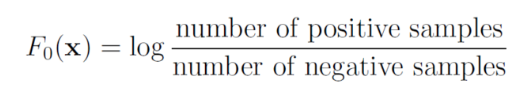 F₀(x) = log number of positive samples / number of negative samples